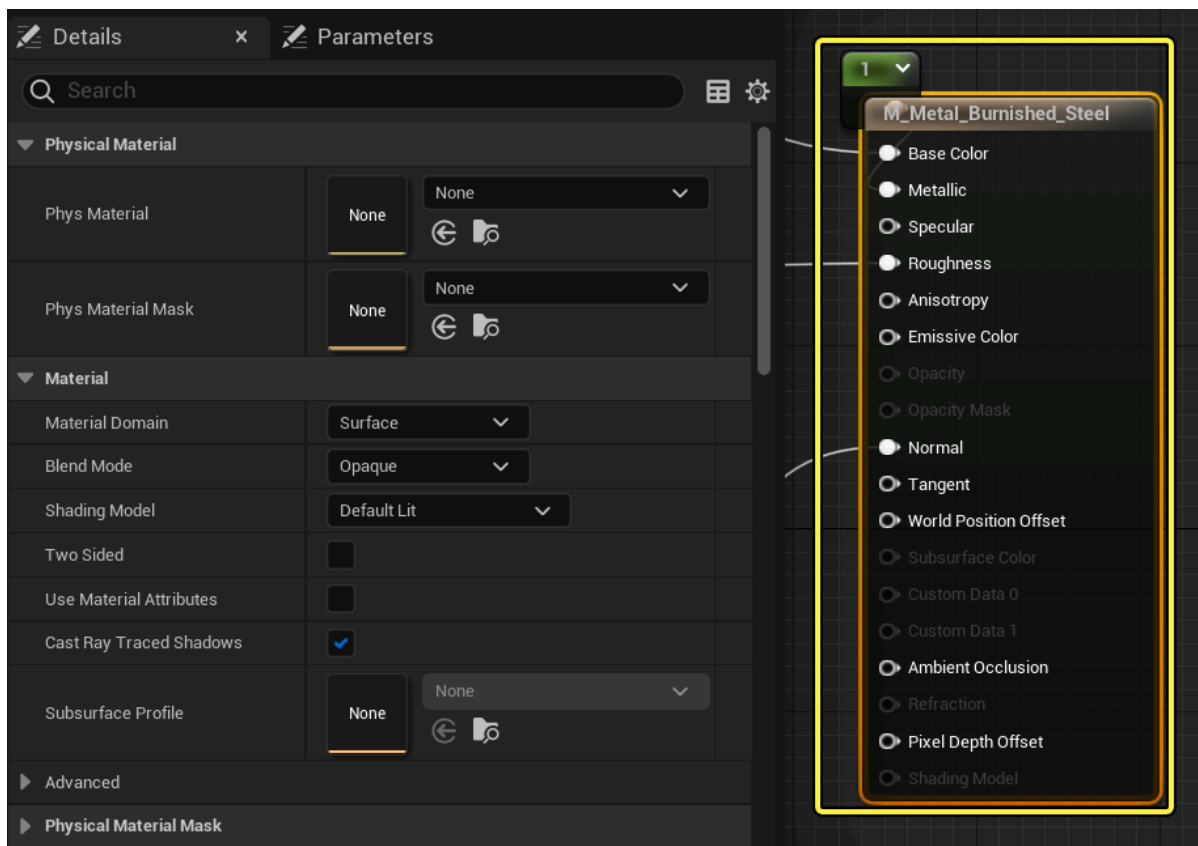 Details
Parameters
Search
Physical Material
Phys Material
None
None
Phys Material Mask
None
None
Material
Material Domain
Surface
Blend Mode
Opaque
Shading Model
Default Lit
Two Sided
Use Material Attributes
Cast Ray Traced Shadows
Subsurface Profile
None
None
Advanced
Physical Material Mask
1
M_Metal_Burnished_Steel
Base Color
Metallic
Specular
Roughness
Anisotropy
Emissive Color
Opacity
Opacity Mask
Normal
Tangent
World Position Offset
Subsurface Color
Custom Data 0
Custom Data 1
Ambient Occlusion
Refraction
Pixel Depth Offset
Shading Model